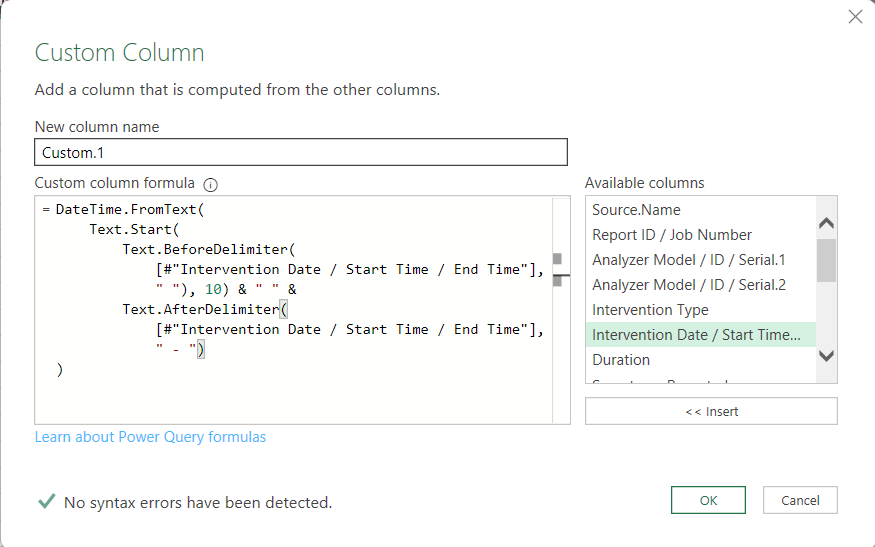 Custom Column
Add a column that is computed from the other columns.
New column name
Custom.1
Custom column formula
= DateTime.FromText(
Text.Start(
Text.BeforeDelimiter(
[#"Intervention Date / Start Time / End Time"],
" "), 10) & " " &
Text.AfterDelimiter(
[#"Intervention Date / Start Time / End Time"],
" - ")
)
Learn about Power Query formulas
Available columns
Source.Name
Report ID / Job Number
Analyzer Model / ID / Serial.1
Analyzer Model / ID / Serial.2
Intervention Type
Intervention Date / Start Time...
Duration
<< Insert
No syntax errors have been detected.
OK
Cancel